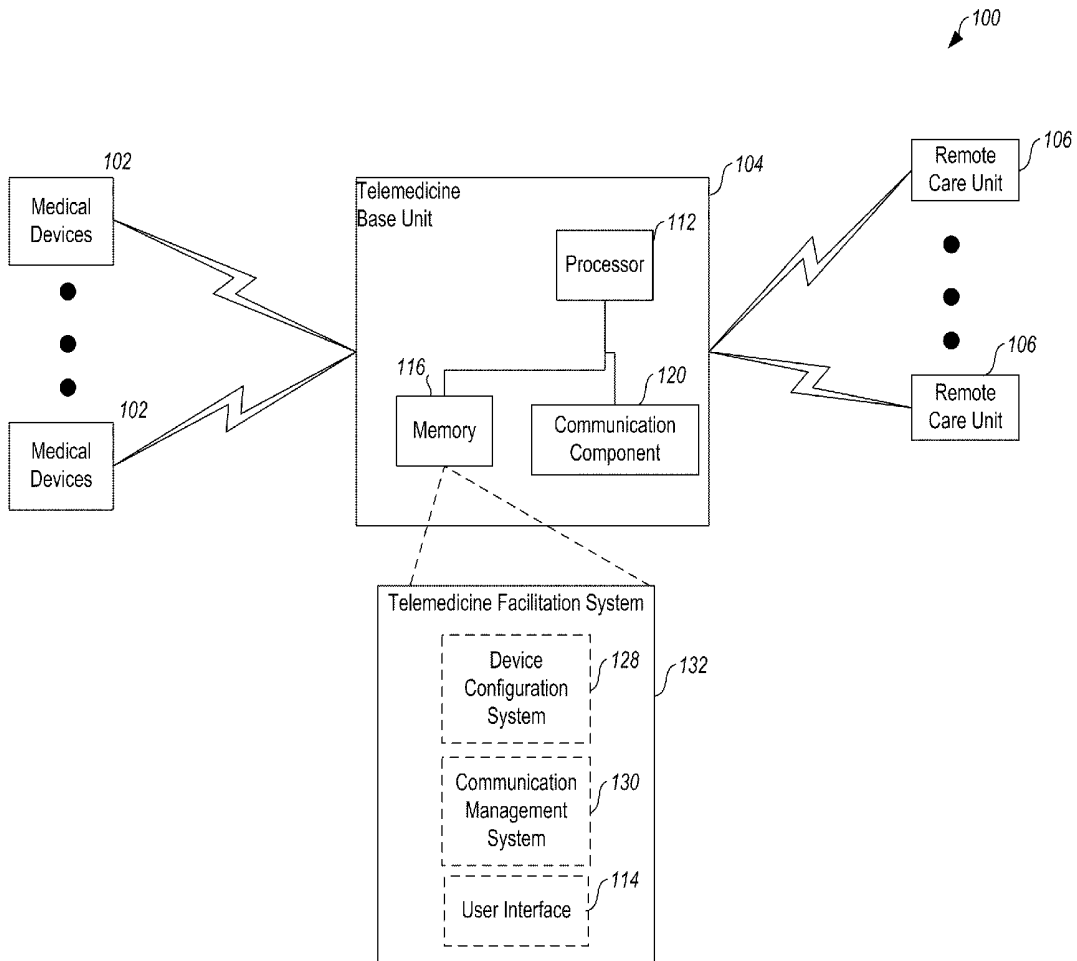 100
102
Medical
Devices
102
Medical
Devices
Telemedicine
Base Unit
104
112
Processor
116
Memory
120
Communication
Component
Remote
Care Unit
106
106
Remote
Care Unit
Telemedicine Facilitation System
132
Device
Configuration
System
128
Communication
Management
System
130
User Interface
114